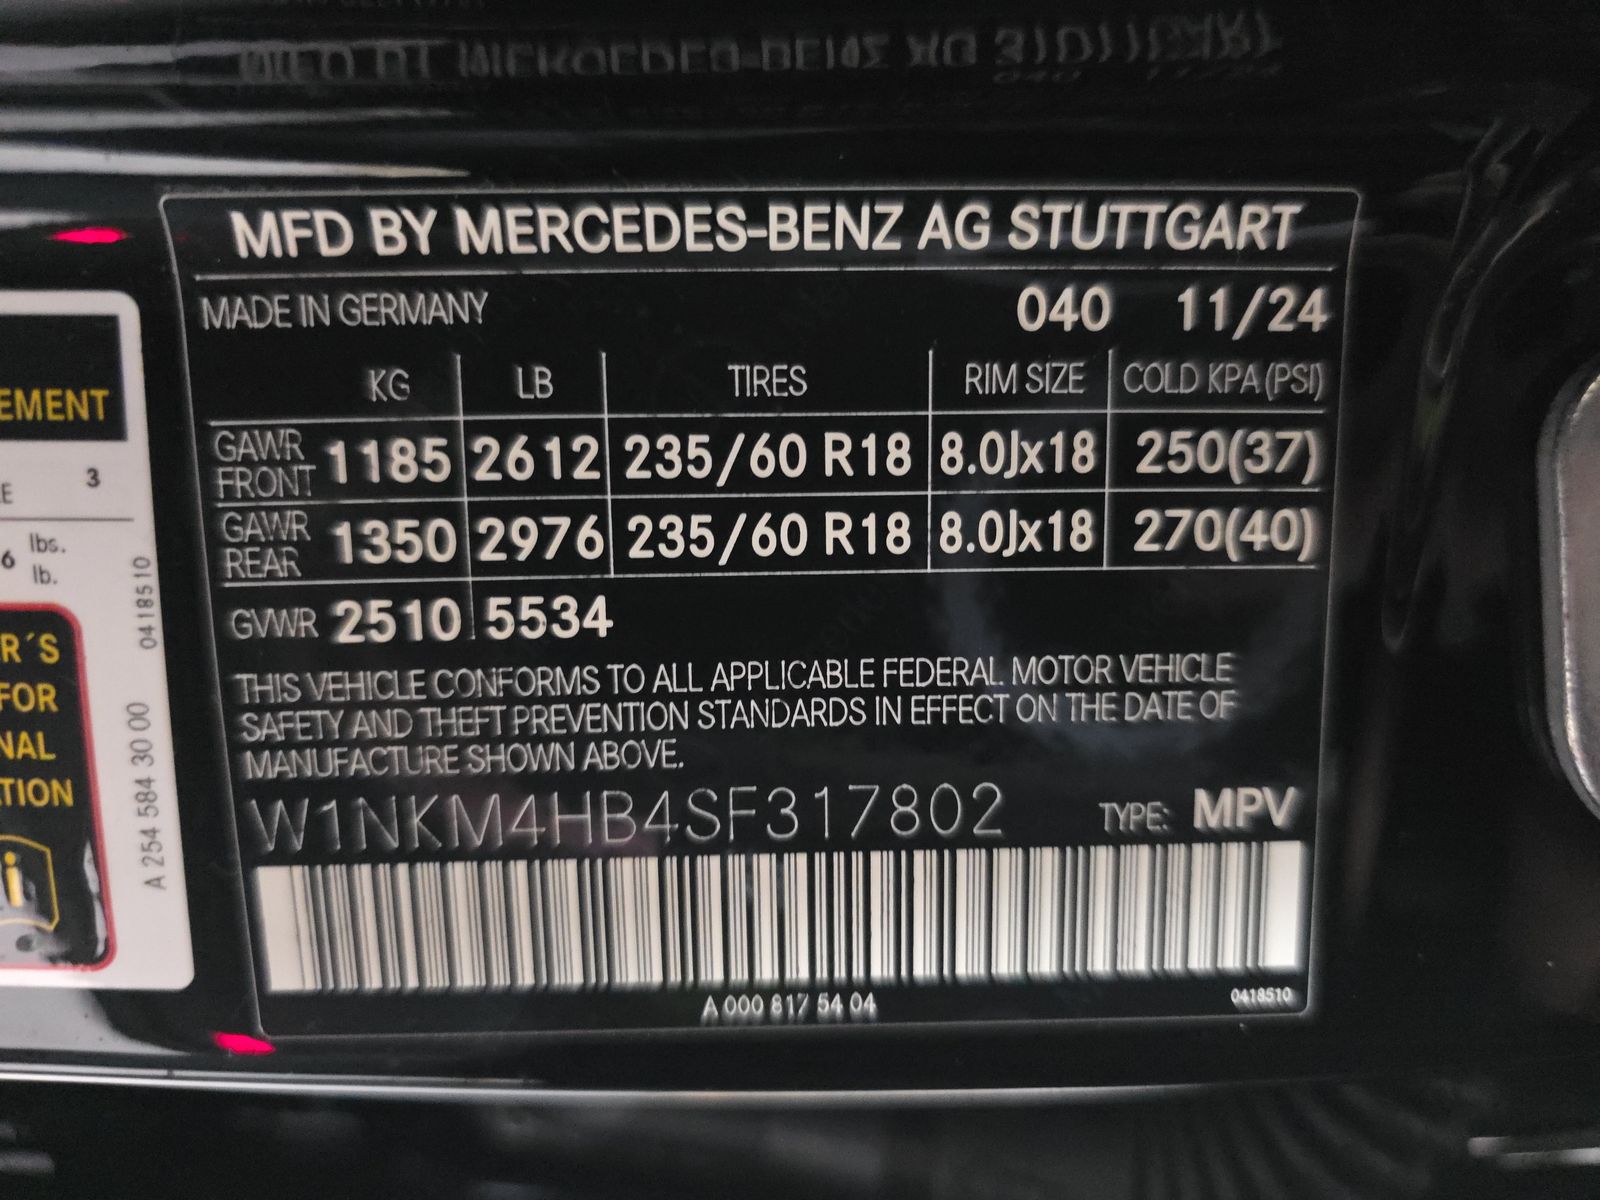 MFD BY MERCEDES-BENZ AG STUTTGART
MADE IN GERMANY 040 11/24
KG LB TIRES RIM SIZE COLD KPA (PSI)
GAWR FRONT 1185 2612 235/60 R18 8.0Jx18 250(37)
GAWR REAR 1350 2976 235/60 R18 8.0Jx18 270(40)
GVWR 2510 5534
THIS VEHICLE CONFORMS TO ALL APPLICABLE FEDERAL MOTOR VEHICLE
SAFETY AND THEFT PREVENTION STANDARDS IN EFFECT ON THE DATE OF
MANUFACTURE SHOWN ABOVE.
W1NKM4HB4SF317802 TYPE: MPV
A 000 817 54 04 0418510
EMENT
E 3
6 lbs.
lb.
R´S
FOR
NAL
TION
i
A 254 584 30 00 0418510